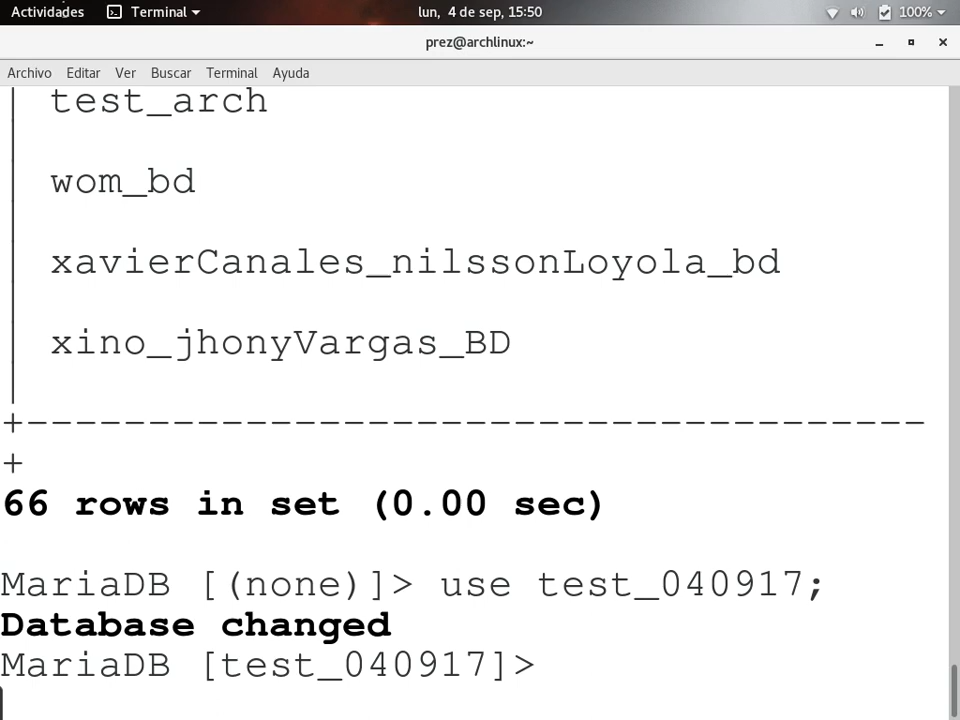 Actividades Terminal lun, 4 de sep, 15:50 100%
prez@archlinux:~
Archivo Editar Ver Buscar Terminal Ayuda
| test_arch
|
| wom_bd
|
| xavierCanales_nilssonLoyola_bd
|
| xino_jhonyVargas_BD
|
+-------------------------------------
+
66 rows in set (0.00 sec)
MariaDB [(none)]> use test_040917;
Database changed
MariaDB [test_040917]>